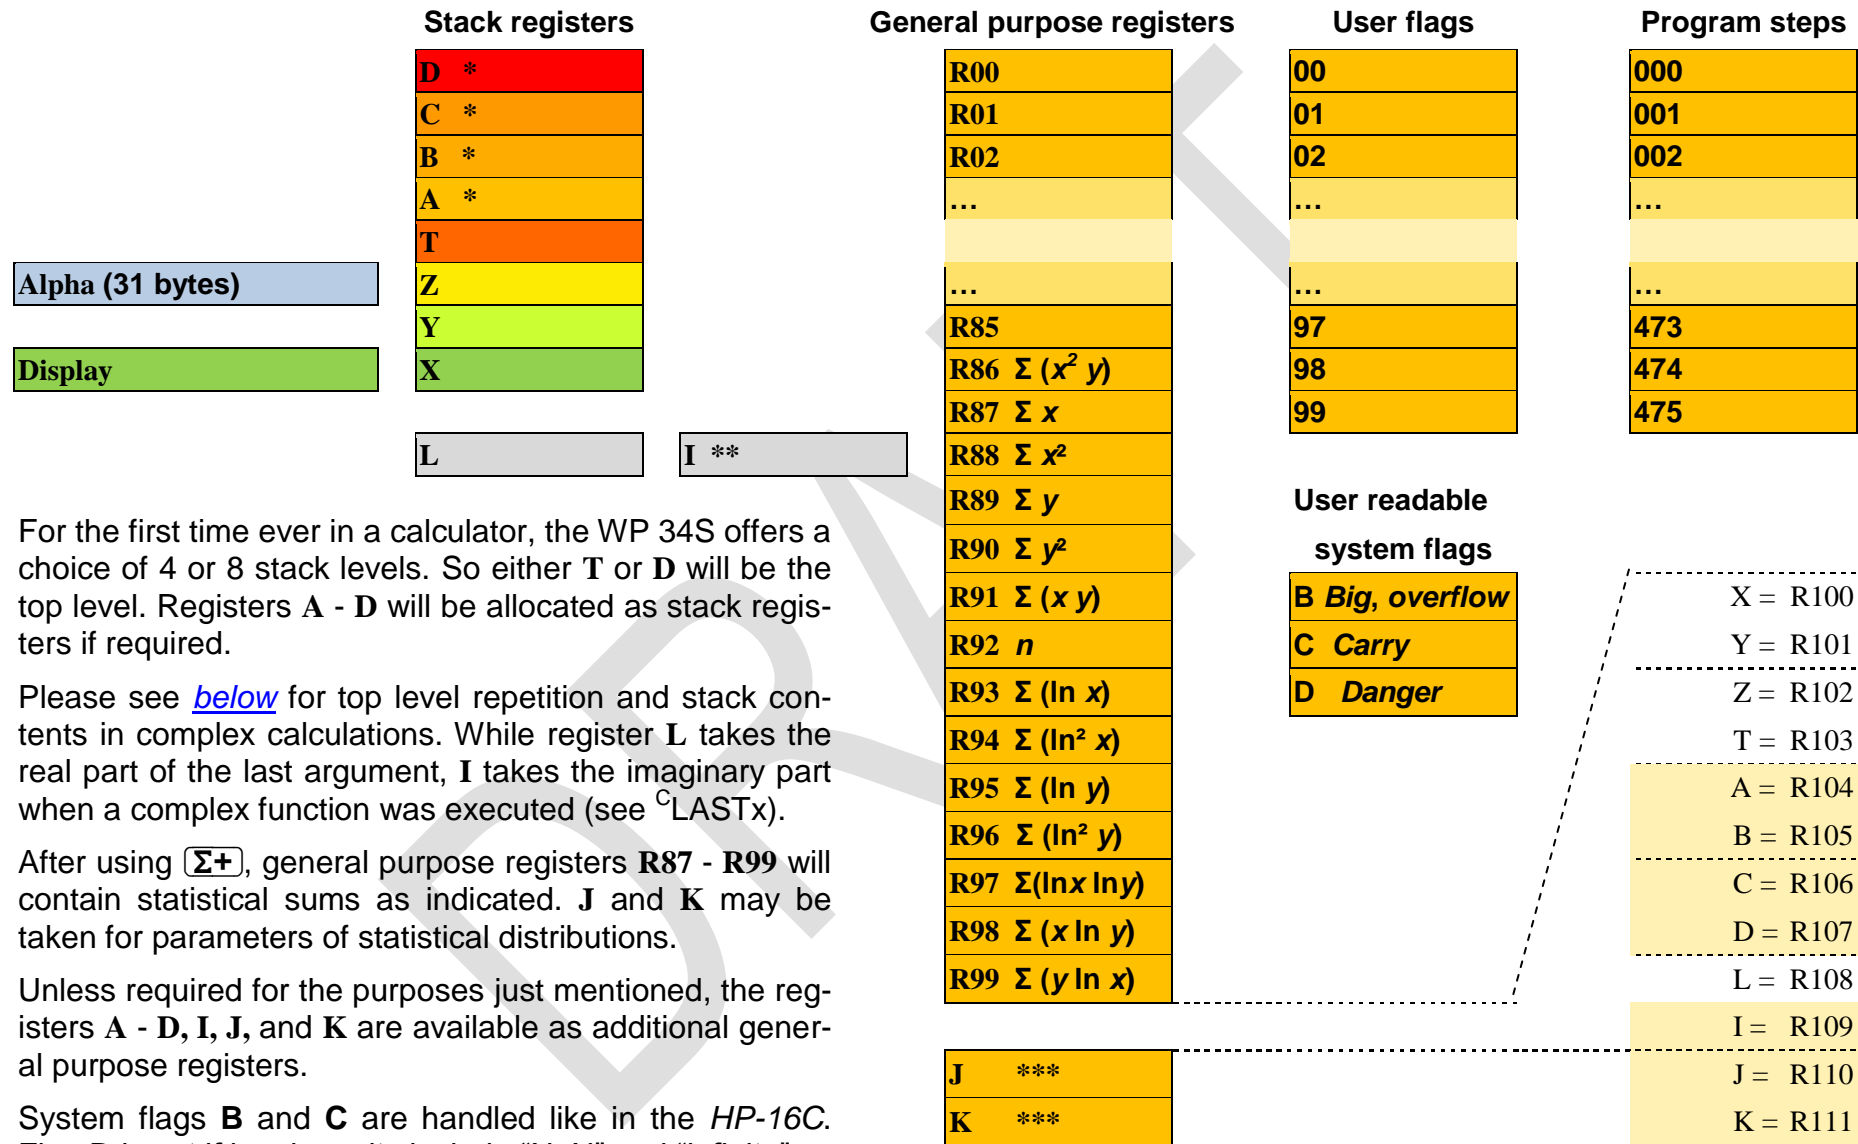 Stack registers
D *
C *
B *
A *
T
Z
Y
X
L
I **
Alpha (31 bytes)
Display
General purpose registers
R00
R01
R02
…
…
R85
R86 Σ (x² y)
R87 Σ x
R88 Σ x²
R89 Σ y
R90 Σ y²
R91 Σ (x y)
R92 n
R93 Σ (ln x)
R94 Σ (ln² x)
R95 Σ (ln y)
R96 Σ (ln² y)
R97 Σ(lnx lny)
R98 Σ (x ln y)
R99 Σ (y ln x)
J ***
K ***
User flags
00
01
02
…
…
97
98
99
User readable
system flags
B Big, overflow
C Carry
D Danger
Program steps
000
001
002
…
…
473
474
475
X = R100
Y = R101
Z = R102
T = R103
A = R104
B = R105
C = R106
D = R107
L = R108
I = R109
J = R110
K = R111
For the first time ever in a calculator, the WP 34S offers a
choice of 4 or 8 stack levels. So either T or D will be the
top level. Registers A - D will be allocated as stack regis-
ters if required.
Please see below for top level repetition and stack con-
tents in complex calculations. While register L takes the
real part of the last argument, I takes the imaginary part
when a complex function was executed (see ᶜLASTx).
After using Σ+, general purpose registers R87 - R99 will
contain statistical sums as indicated. J and K may be
taken for parameters of statistical distributions.
Unless required for the purposes just mentioned, the reg-
isters A - D, I, J, and K are available as additional gener-
al purpose registers.
System flags B and C are handled like in the HP-16C.
DRAFT